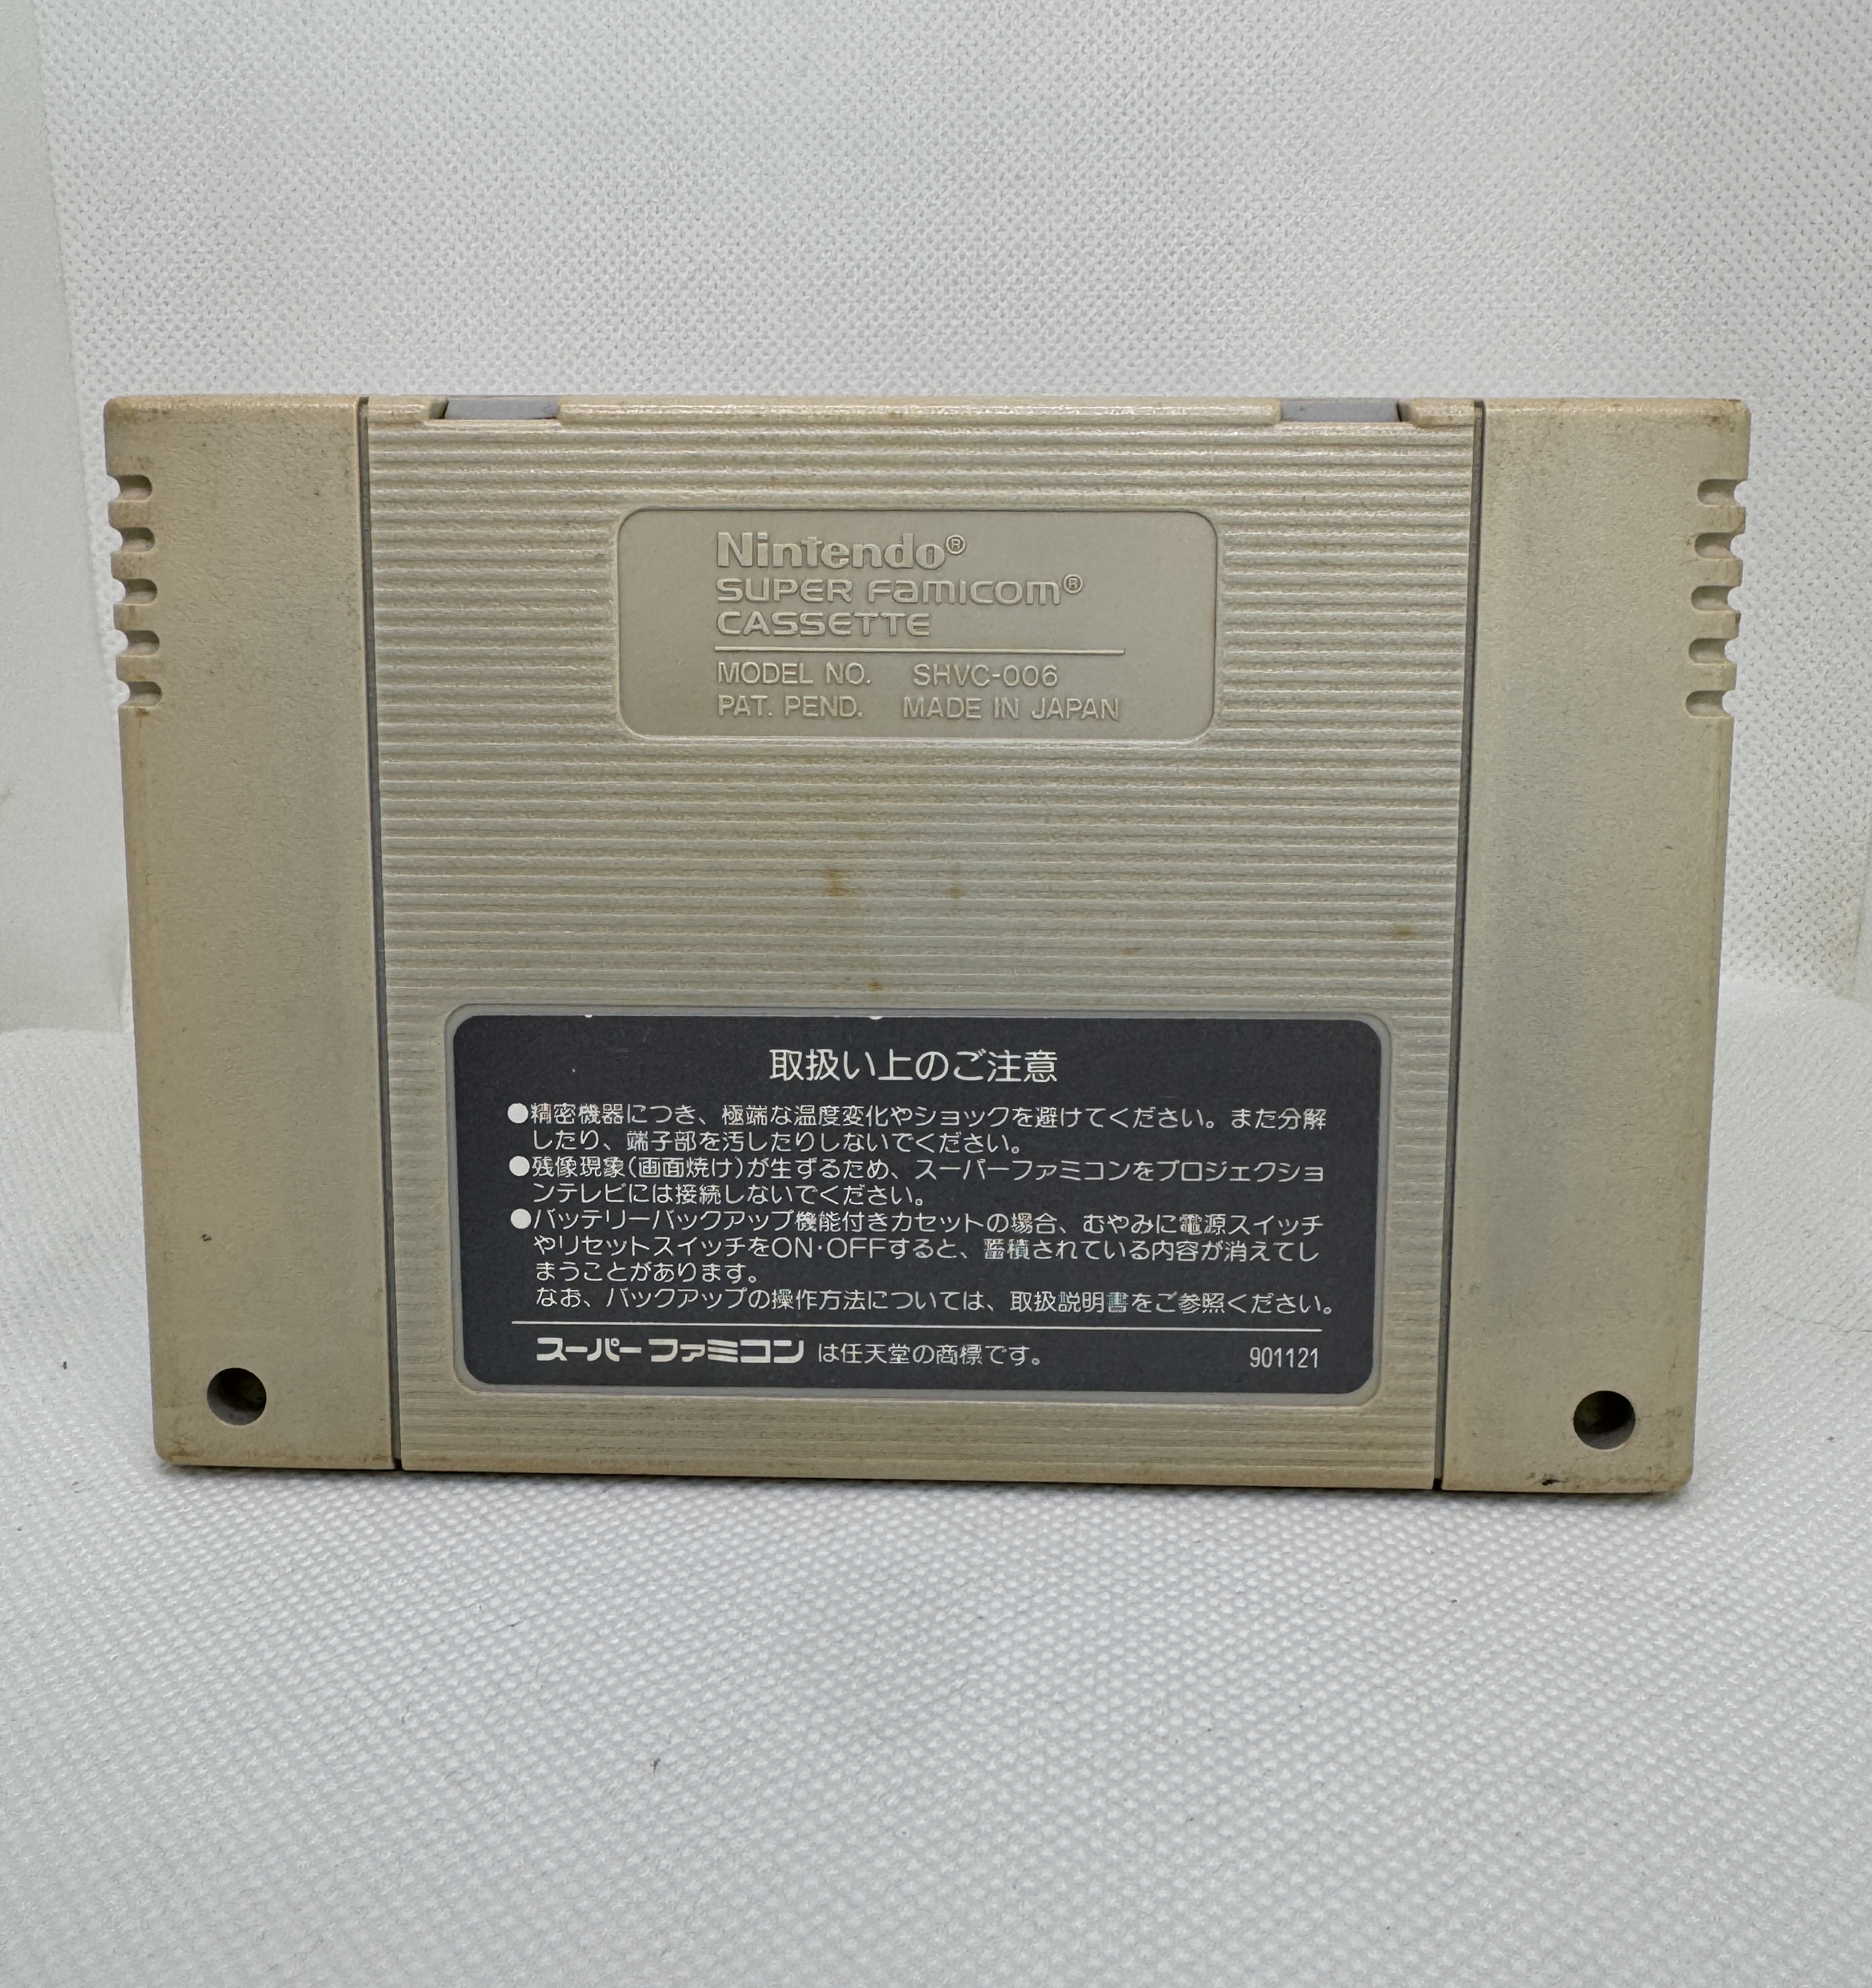 Nintendo®
SUPER FAMICOM®
CASSETTE
MODEL NO. SHVC-006
PAT. PEND. MADE IN JAPAN
取扱い上のご注意
●精密機器につき、極端な温度変化やショックを避けてください。また分解
したり、端子部を汚したりしないでください。
●残像現象(画面焼け)が生ずるため、スーパーファミコンをプロジェクショ
ンテレビには接続しないでください。
●バッテリーバックアップ機能付きカセットの場合、むやみに電源スイッチ
やリセットスイッチをON·OFFすると、蓄積されている内容が消えてし
まうことがあります。
なお、バックアップの操作方法については、取扱説明書をご参照ください。
スーパーファミコンは任天堂の商標です。 901121